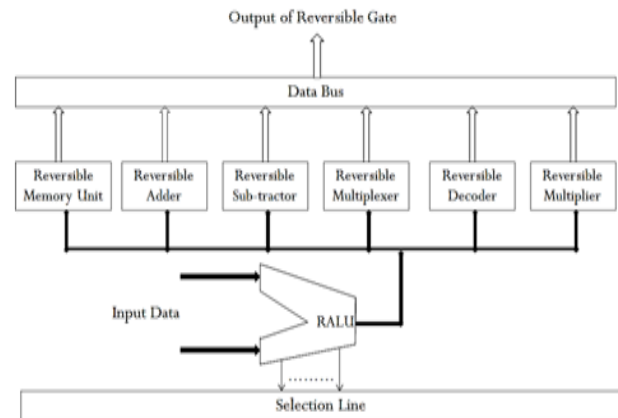 Output of Reversible Gate
Data Bus
Reversible
Memory Unit
Reversible
Adder
Reversible
Sub-tractor
Reversible
Multiplexer
Reversible
Decoder
Reversible
Multiplier
Input Data
RALU
Selection Line